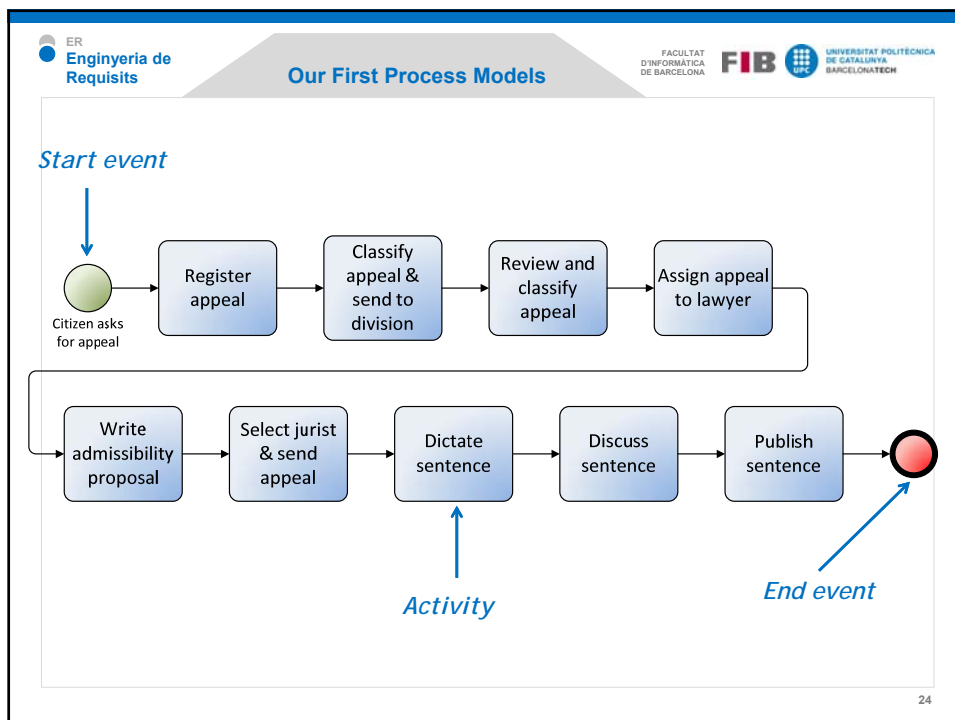 ER
Enginyeria de
Requisits
Our First Process Models
FACULTAT
D'INFORMÀTICA
DE BARCELONA
FIB
UPC
UNIVERSITAT POLITÈCNICA
DE CATALUNYA
BARCELONATECH
Start event
Citizen asks
for appeal
Register
appeal
Classify
appeal &
send to
division
Review and
classify
appeal
Assign appeal
to lawyer
Write
admissibility
proposal
Select jurist
& send
appeal
Dictate
sentence
Discuss
sentence
Publish
sentence
Activity
End event
24